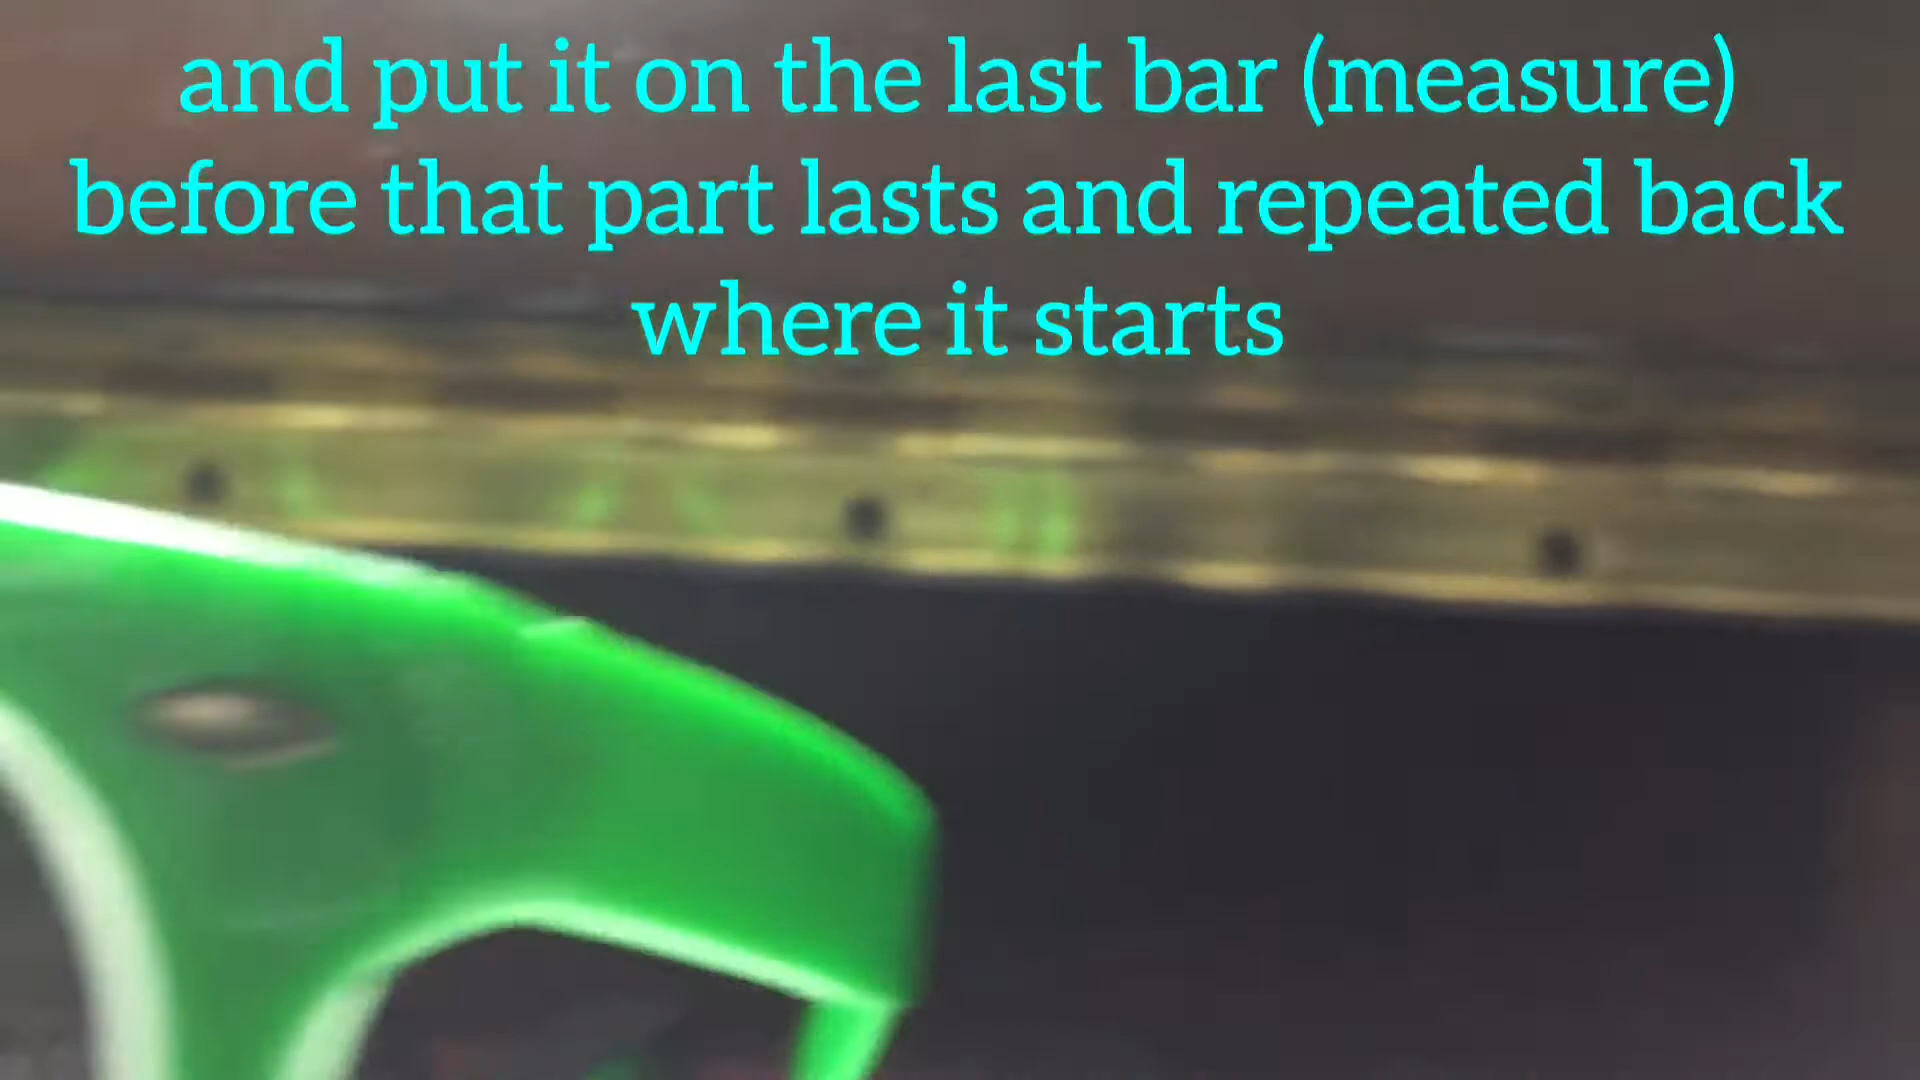 and put it on the last bar (measure)
before that part lasts and repeated back
where it starts